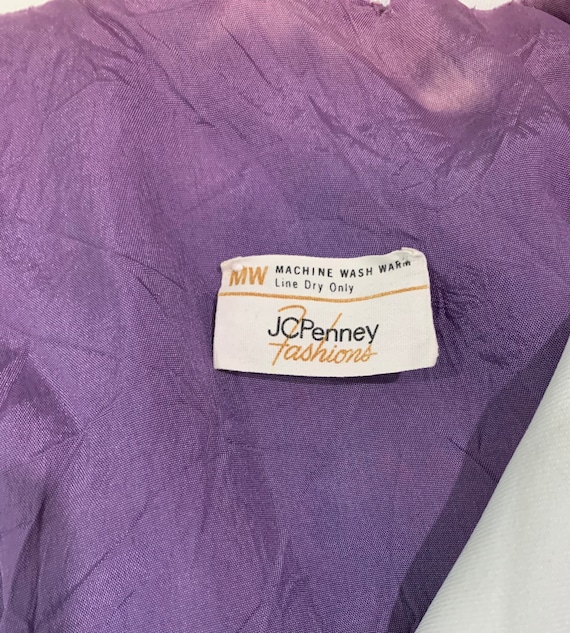 MW MACHINE WASH WARM
Line Dry Only
JCPenney
Fashions